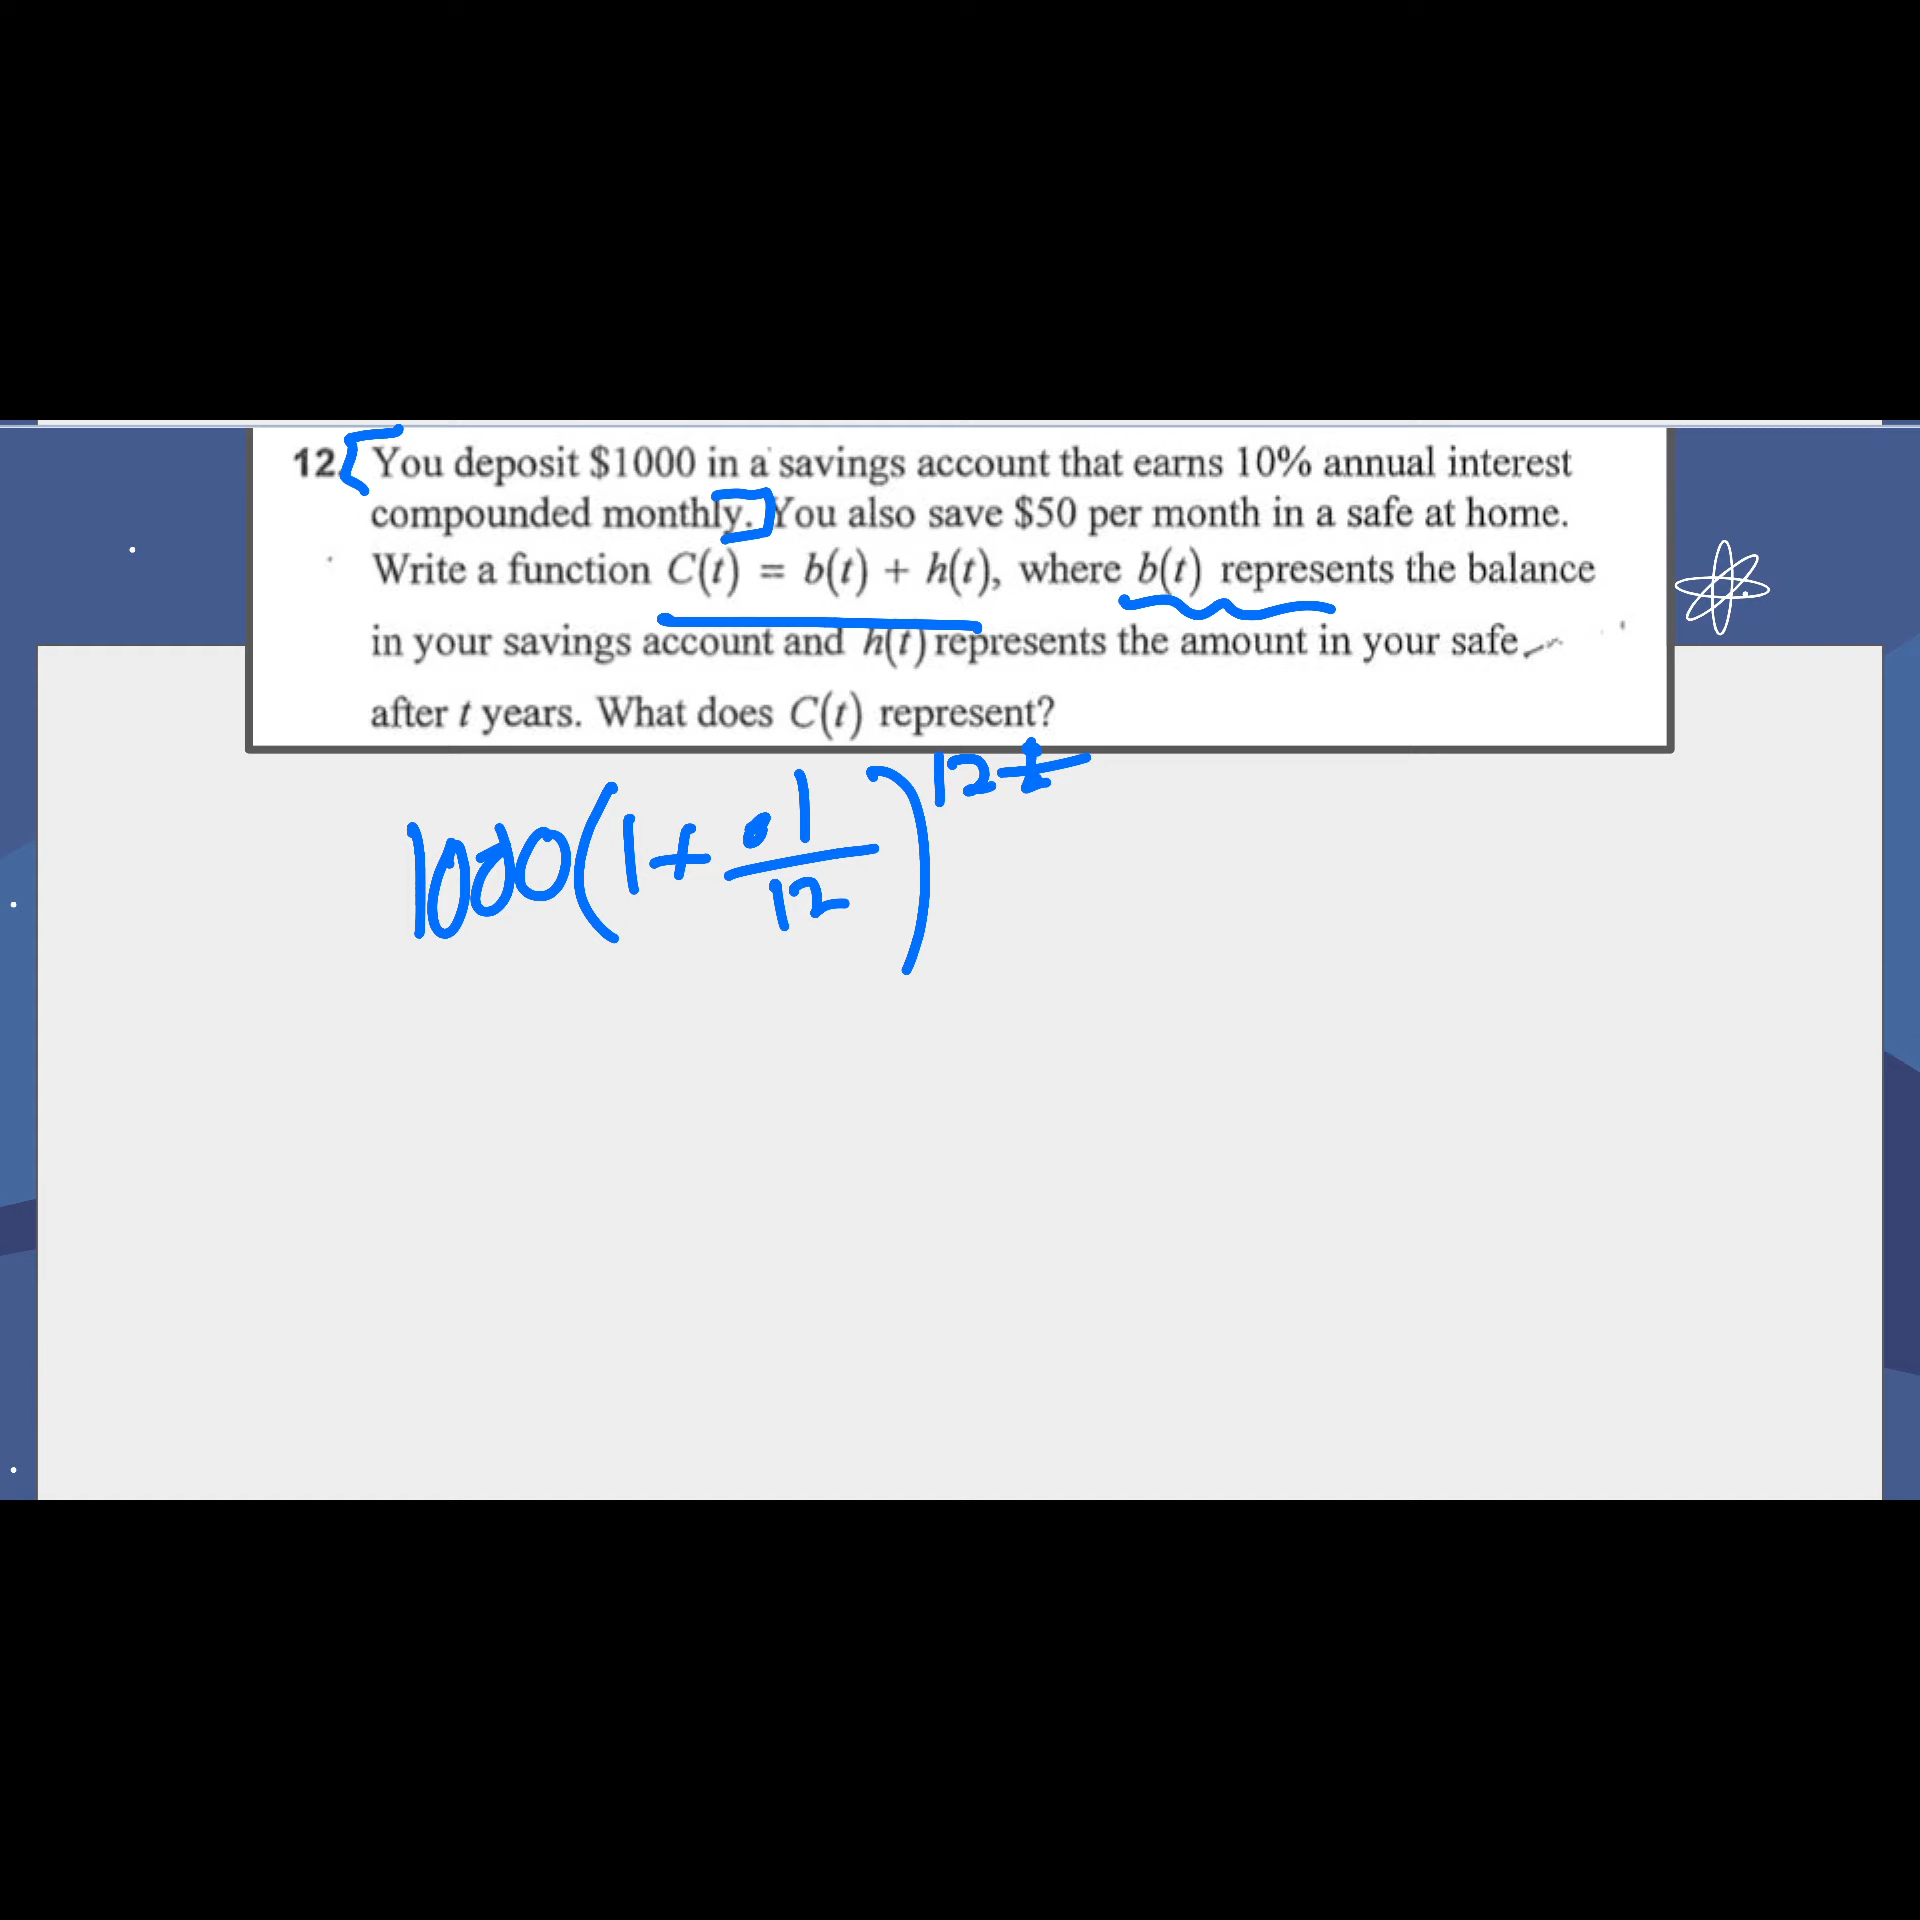 12. You deposit $1000 in a savings account that earns 10% annual interest
compounded monthly. You also save $50 per month in a safe at home.
Write a function C(t) = b(t) + h(t), where b(t) represents the balance
in your savings account and h(t) represents the amount in your safe
after t years. What does C(t) represent?
1000(1+.1/12)^12t